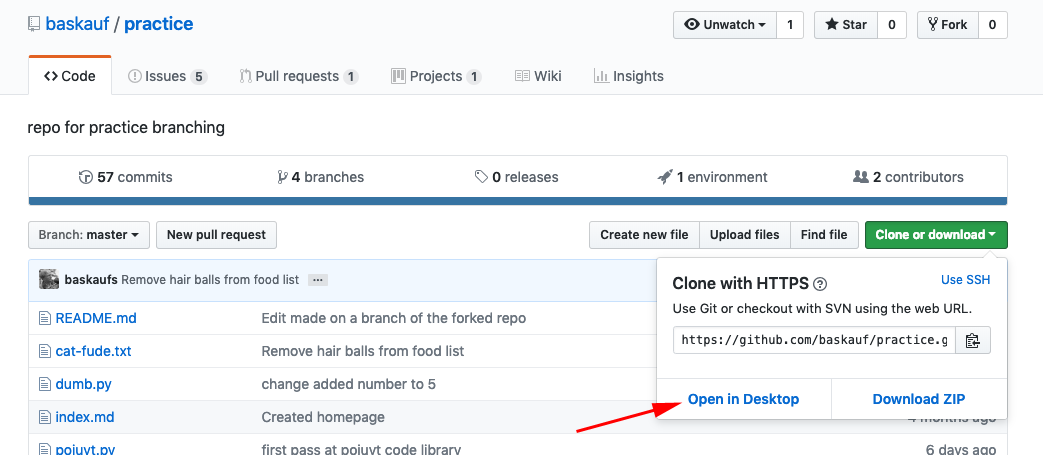 baskauf / practice
Unwatch 1 Star 0 Fork 0
Code Issues 5 Pull requests 1 Projects 1 Wiki Insights
repo for practice branching
57 commits 4 branches 0 releases 1 environment 2 contributors
Branch: master New pull request Create new file Upload files Find file Clone or download
baskaufs Remove hair balls from food list ...
Clone with HTTPS ? Use SSH
Use Git or checkout with SVN using the web URL.
https://github.com/baskauf/practice.g
Open in Desktop Download ZIP
README.md Edit made on a branch of the forked repo
cat-fude.txt Remove hair balls from food list
dumb.py change added number to 5
index.md Created homepage 4 months ago
poiuyt.py first pass at poiuyt code library 6 days ago